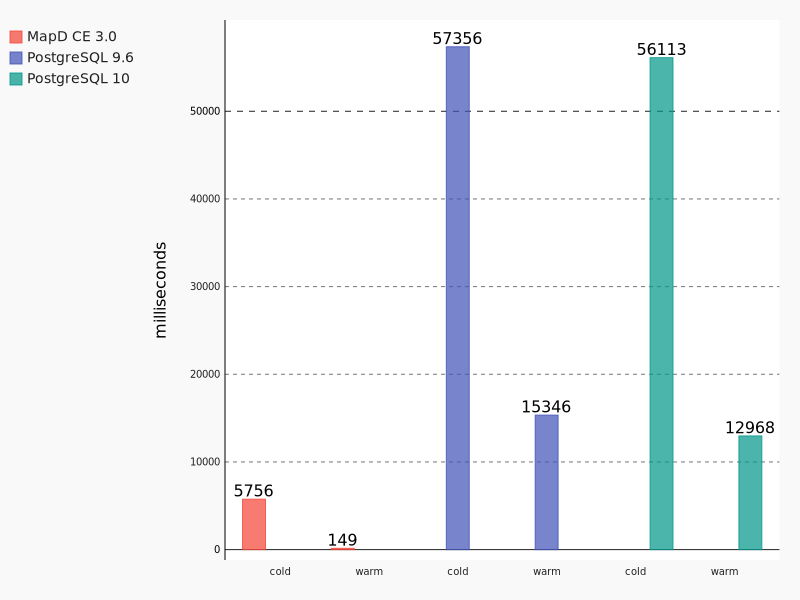 MapD CE 3.0
PostgreSQL 9.6
PostgreSQL 10
milliseconds
50000
40000
30000
20000
10000
0
5756
149
57356
15346
56113
12968
cold warm cold warm cold warm